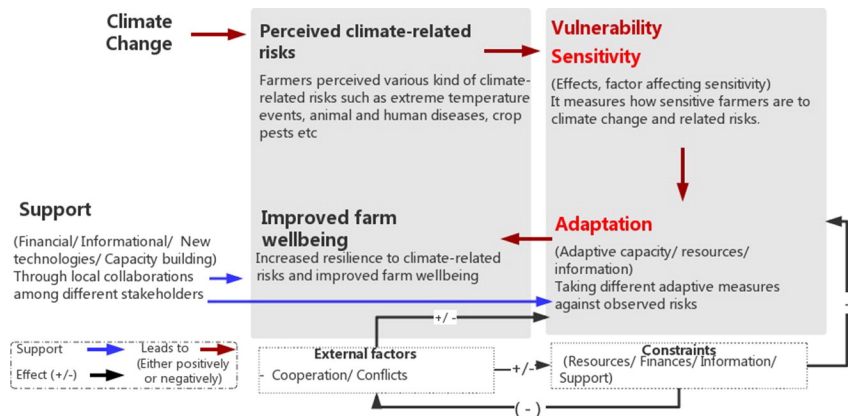 Climate
Change
Perceived climate-related
risks
Farmers perceived various kind of climate-
related risks such as extreme temperature
events, animal and human diseases, crop
pests etc
Vulnerability
Sensitivity
(Effects, factor affecting sensitivity)
It measures how sensitive farmers are to
climate change and related risks.
Support
(Financial/ Informational/ New
technologies/ Capacity building)
Through local collaborations
among different stakeholders
Improved farm
wellbeing
Increased resilience to climate-related
risks and improved farm wellbeing
Adaptation
(Adaptive capacity/ resources/
information)
Taking different adaptive measures
against observed risks
+/-
-
Support
Leads to
(Either positively
or negatively)
Effect (+/-)
External factors
- Cooperation/ Conflicts
+/-
Constraints
(Resources/ Finances/ Information/
Support)
(-)